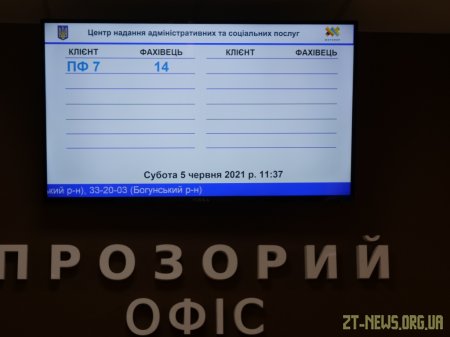 Центр надання адміністративних та соціальних послуг
КЛІЄНТ ФАХІВЕЦЬ КЛІЄНТ ФАХІВЕЦЬ
ПФ 7 14
Субота 5 червня 2021 р. 11:37
ький р-н), 33-20-03 (Богунський р-н)
ПРОЗОРИЙ
ОФІС
ZT-NEWS.ORG.UA